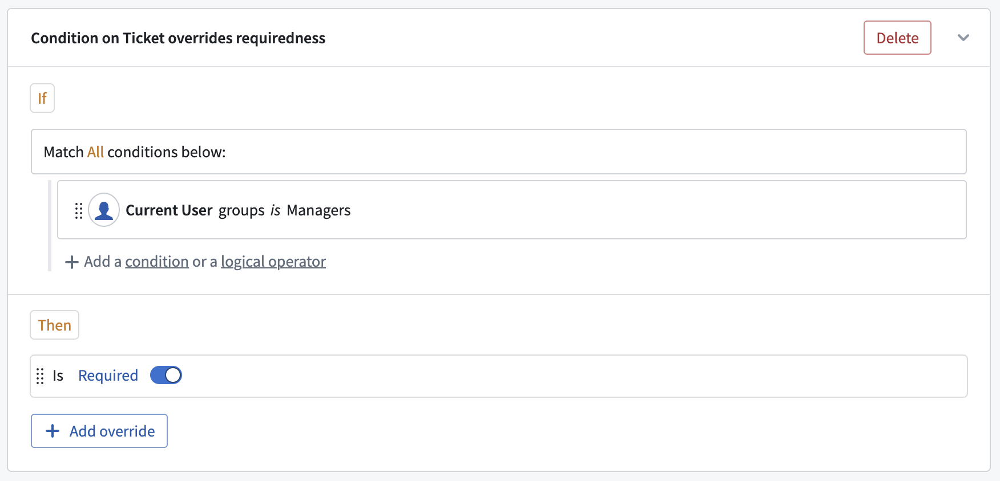 Condition on Ticket overrides requiredness
Delete
If
Match All conditions below:
Current User groups is Managers
Add a condition or a logical operator
Then
Is Required
Add override